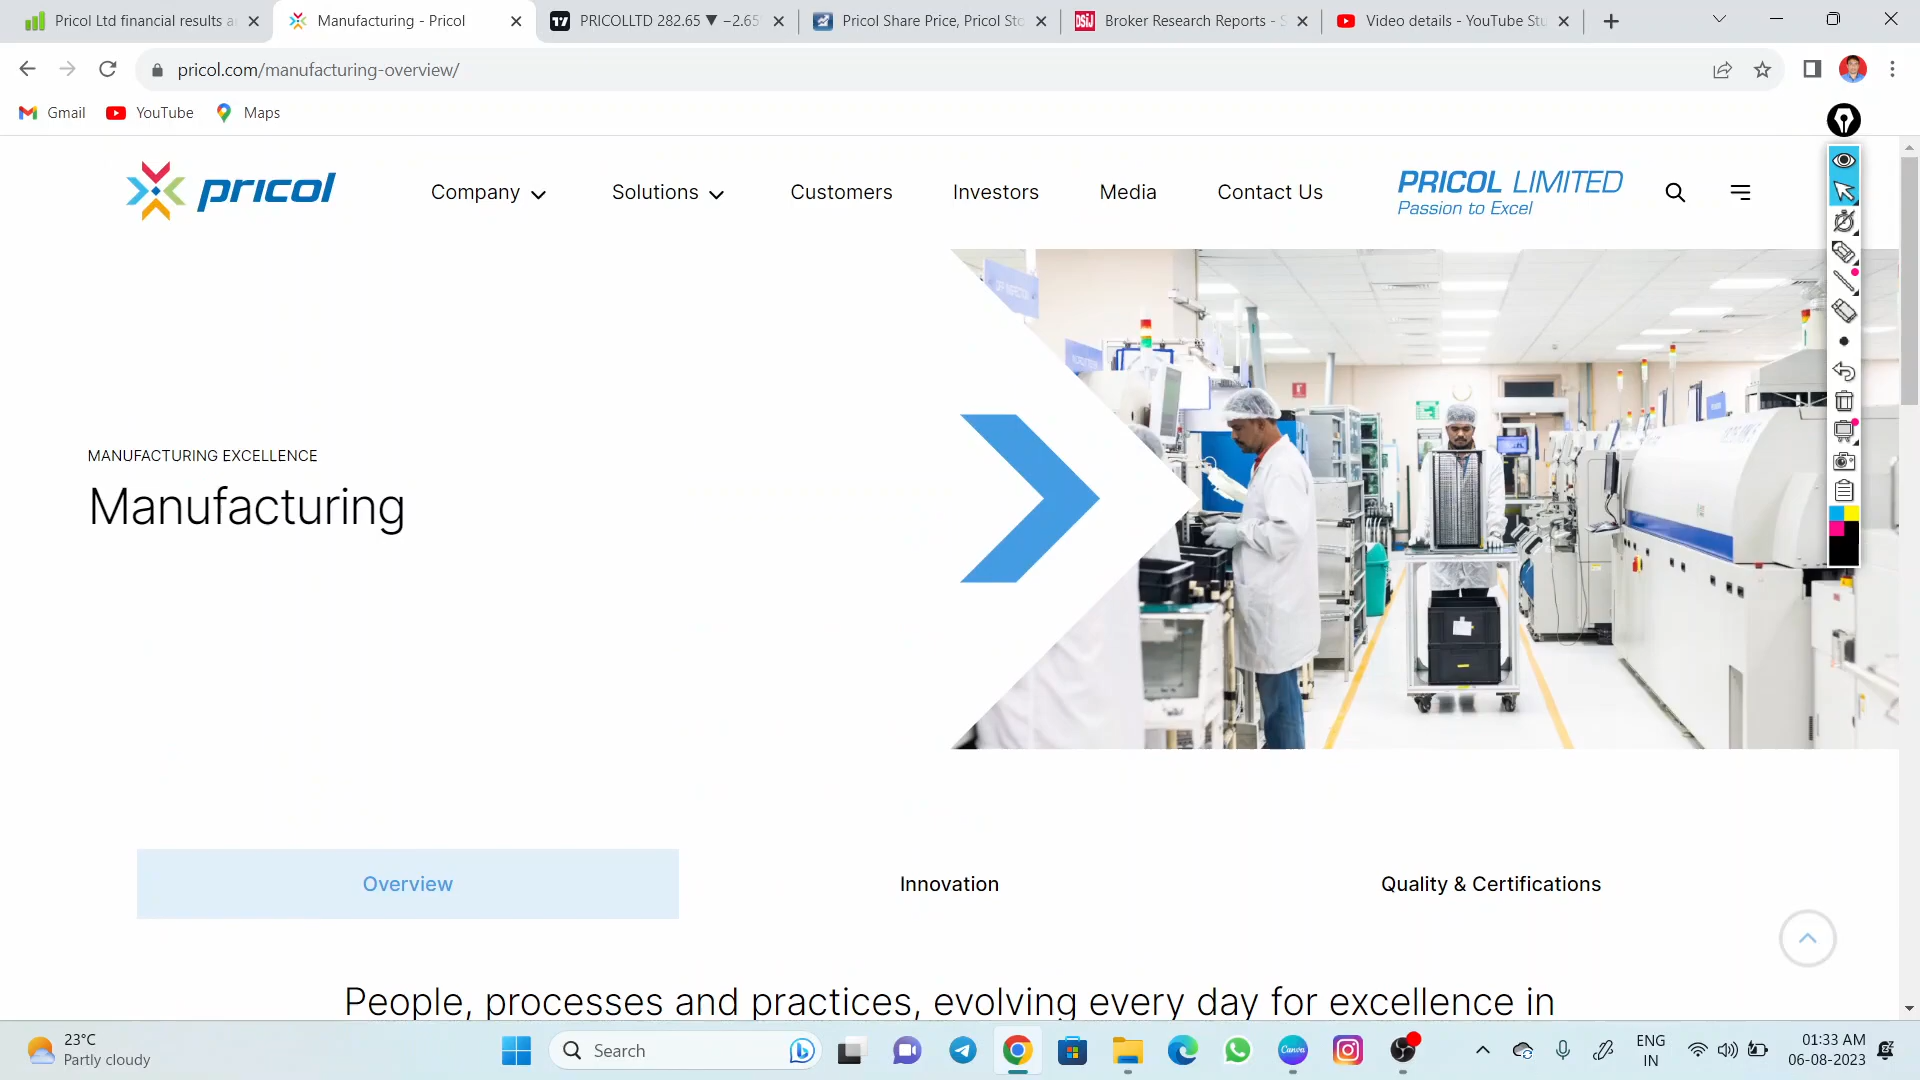 Pricol Ltd financial results a
Manufacturing - Pricol
PRICOLLTD 282.65 ▼ −2.65
Pricol Share Price, Pricol Sto
DSIJ
Broker Research Reports - S
Video details - YouTube Stu
pricol.com/manufacturing-overview/
Gmail
YouTube
Maps
pricol
Company
Solutions
Customers
Investors
Media
Contact Us
PRICOL LIMITED
Passion to Excel
MANUFACTURING EXCELLENCE
Manufacturing
Overview
Innovation
Quality & Certifications
People, processes and practices, evolving every day for excellence in
23°C
Partly cloudy
Search
Canva
ENG
IN
01:33 AM
06-08-2023